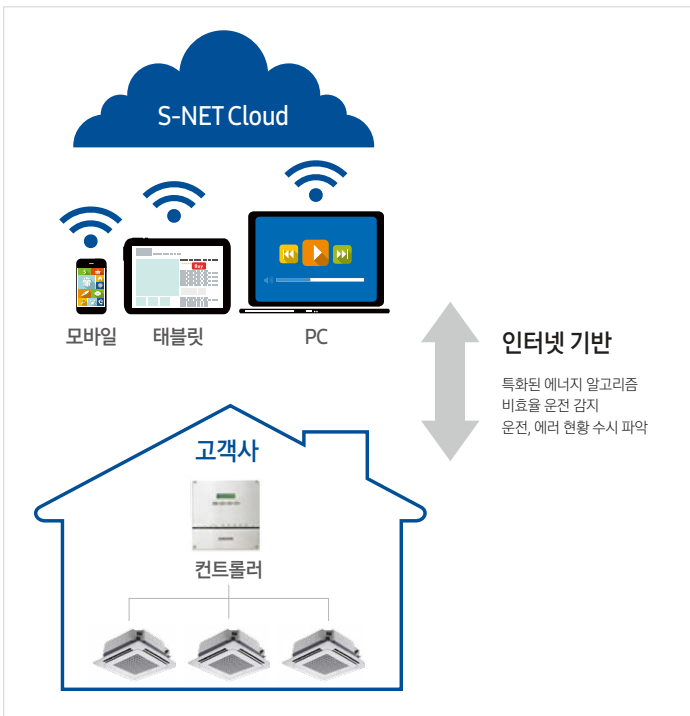 S-NET Cloud
Buy
모바일
태블릿
PC
인터넷 기반
특화된 에너지 알고리즘
비효율 운전 감지
운전, 에러 현황 수시 파악
고객사
컨트롤러